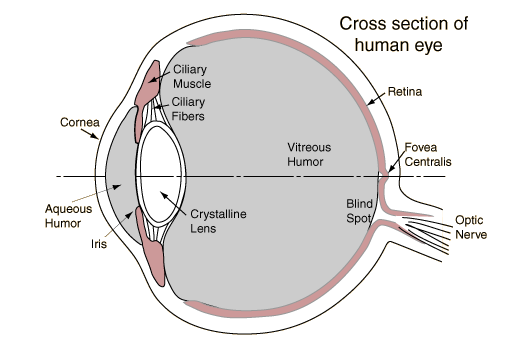 Cross section of
human eye
Ciliary
Muscle
Ciliary
Fibers
Retina
Cornea
Vitreous
Humor
Fovea
Centralis
Aqueous
Humor
Iris
Crystalline
Lens
Blind
Spot
Optic
Nerve